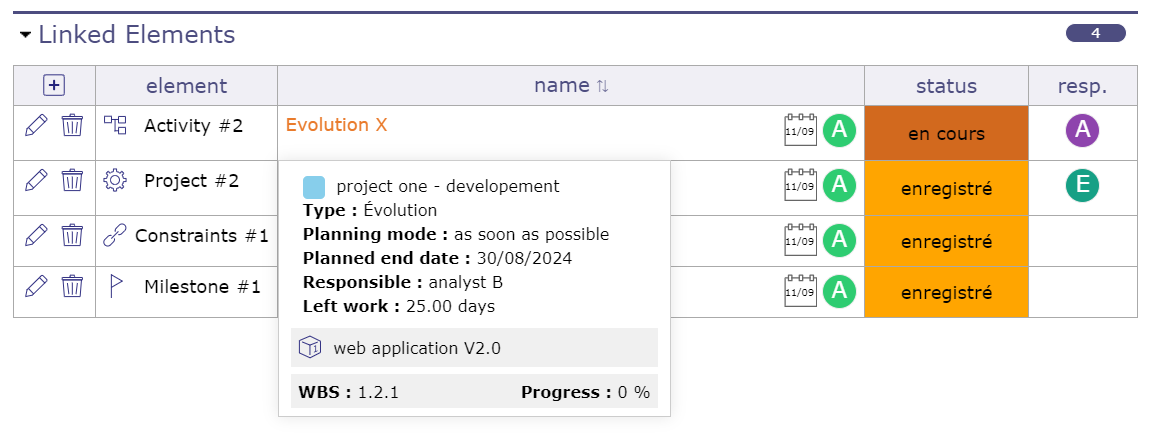 Linked Elements 4
element name status resp.
Activity #2 Evolution X 11/09 A en cours A
Project #2 11/09 A enregistré E
Constraints #1 11/09 A enregistré
Milestone #1 11/09 A enregistré
project one - developement
Type : Évolution
Planning mode : as soon as possible
Planned end date : 30/08/2024
Responsible : analyst B
Left work : 25.00 days
web application V2.0
WBS : 1.2.1 Progress : 0 %